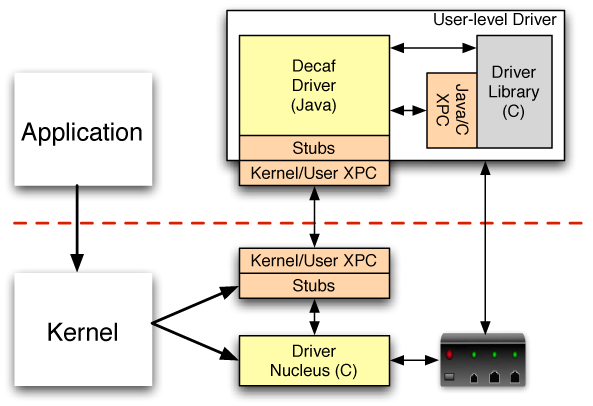 User-level Driver
Decaf
Driver
(Java)
Java/C
XPC
Driver
Library
(C)
Stubs
Kernel/User XPC
Application
Kernel/User XPC
Stubs
Kernel
Driver
Nucleus (C)